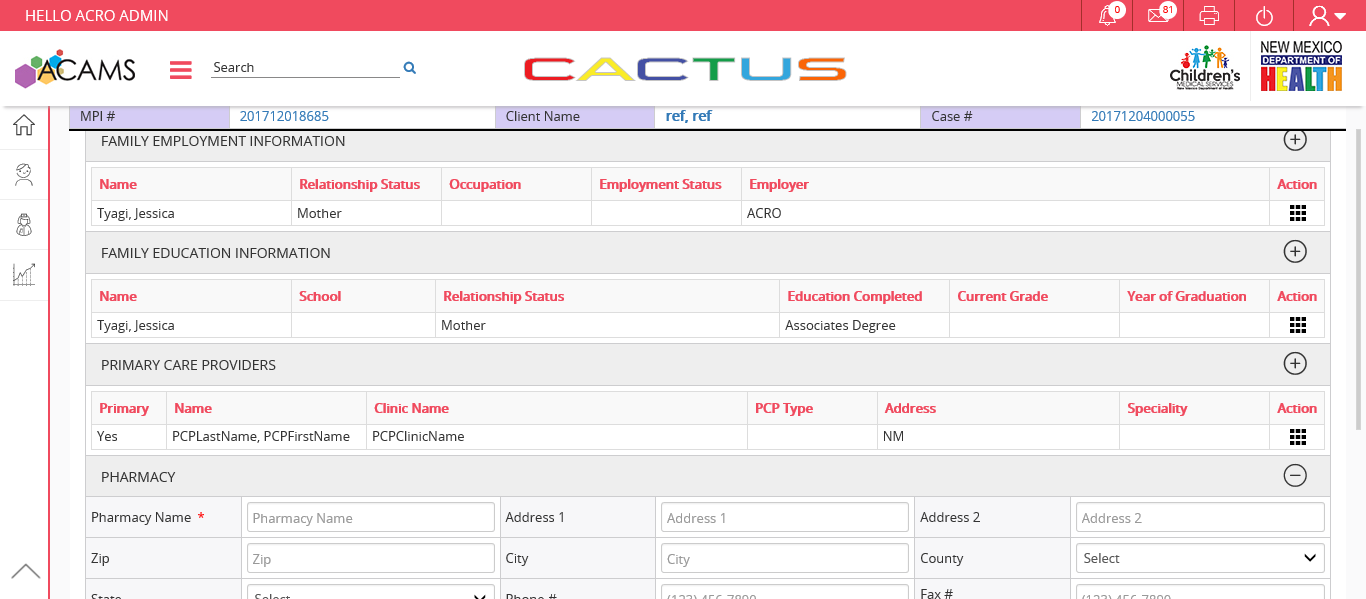 HELLO ACRO ADMIN 0 81
ACAMS Search CACTUS Children's MEDICAL SERVICES New Mexico Department of Health NEW MEXICO DEPARTMENT OF HEALTH
MPI # 201712018685 Client Name ref, ref Case # 20171204000055
FAMILY EMPLOYMENT INFORMATION
Name Relationship Status Occupation Employment Status Employer Action
Tyagi, Jessica Mother ACRO
FAMILY EDUCATION INFORMATION
Name School Relationship Status Education Completed Current Grade Year of Graduation Action
Tyagi, Jessica Mother Associates Degree
PRIMARY CARE PROVIDERS
Primary Name Clinic Name PCP Type Address Speciality Action
Yes PCPLastName, PCPFirstName PCPClinicName NM
PHARMACY
Pharmacy Name * Pharmacy Name Address 1 Address 1 Address 2 Address 2
Zip Zip City City County Select
State Select Phone # (123) 456-7890 Fax # (123) 456-7890